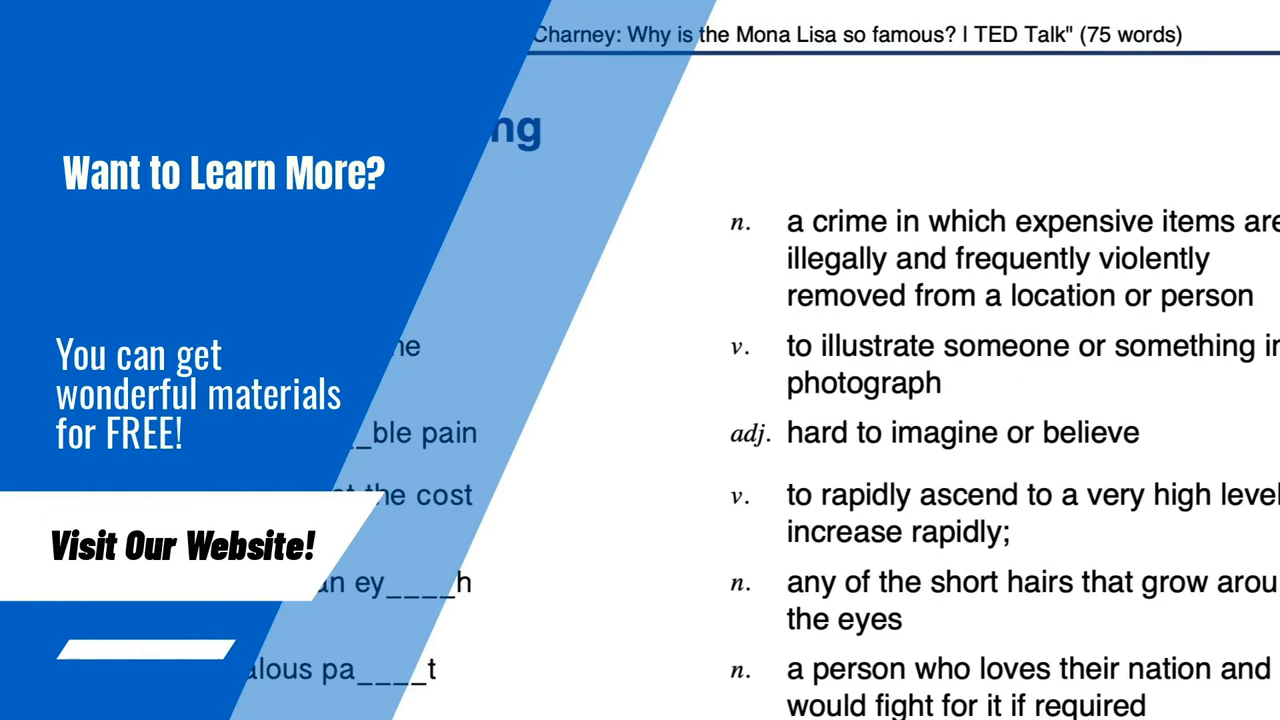 Charney: Why is the Mona Lisa so famous? | TED Talk" (75 words)
ng
Want to Learn More?
You can get
wonderful materials
for FREE!
Visit Our Website!
n. a crime in which expensive items are
illegally and frequently violently
removed from a location or person
v. to illustrate someone or something in
photograph
_ble pain adj. hard to imagine or believe
the cost v. to rapidly ascend to a very high level
increase rapidly;
an ey____h n. any of the short hairs that grow arou
the eyes
alous pa____t n. a person who loves their nation and
would fight for it if required